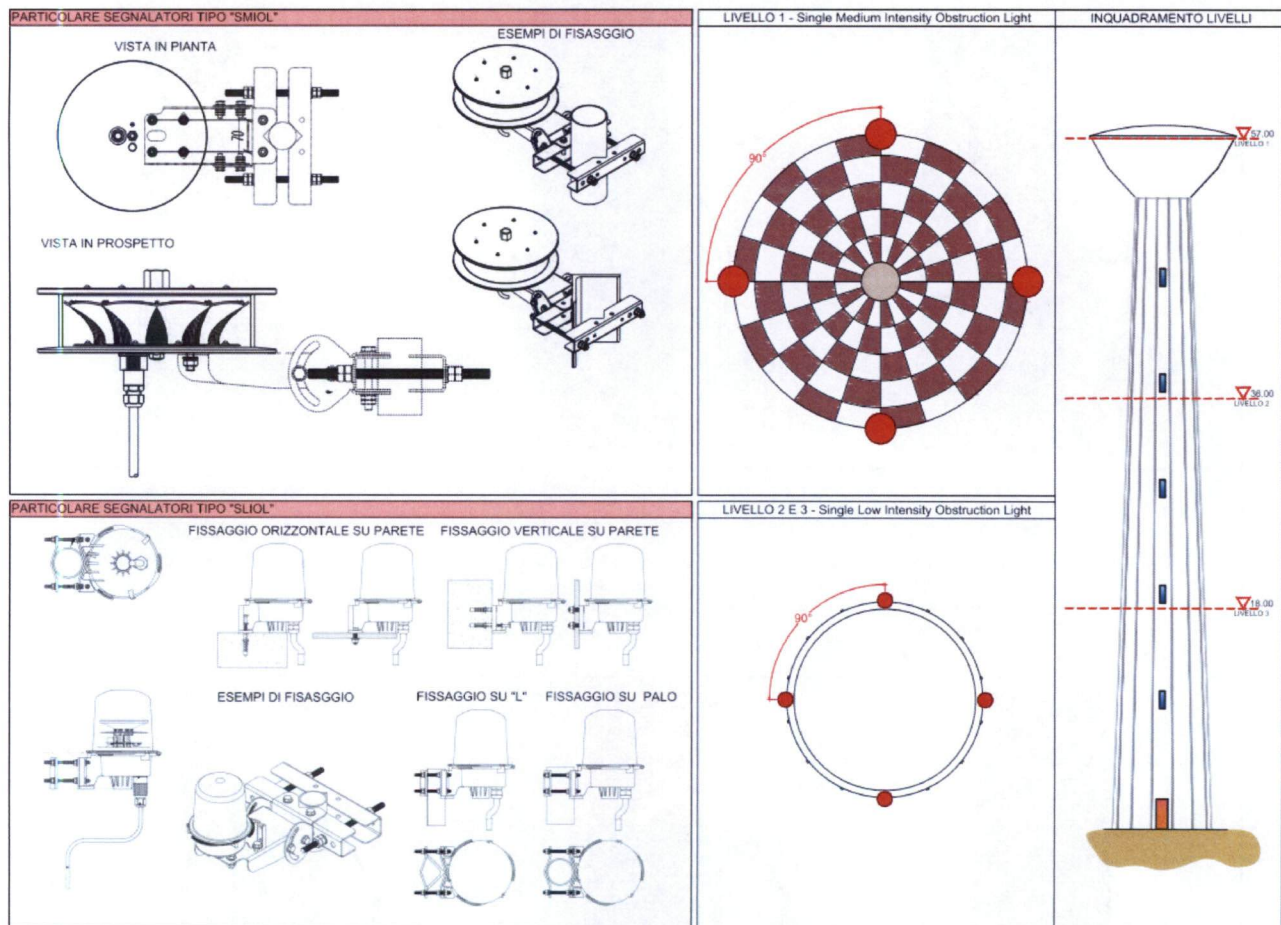 PARTICOLARE SEGNALATORI TIPO "SMIOL"
VISTA IN PIANTA
ESEMPI DI FISASGGIO
VISTA IN PROSPETTO
PARTICOLARE SEGNALATORI TIPO "SLIOL"
FISSAGGIO ORIZZONTALE SU PARETE
FISSAGGIO VERTICALE SU PARETE
ESEMPI DI FISASGGIO
FISSAGGIO SU "L"
FISSAGGIO SU PALO
LIVELLO 1 - Single Medium Intensity Obstruction Light
90°
LIVELLO 2 E 3 - Single Low Intensity Obstruction Light
90°
INQUADRAMENTO LIVELLI
57.00
LIVELLO 1
36.00
LIVELLO 2
18.00
LIVELLO 3